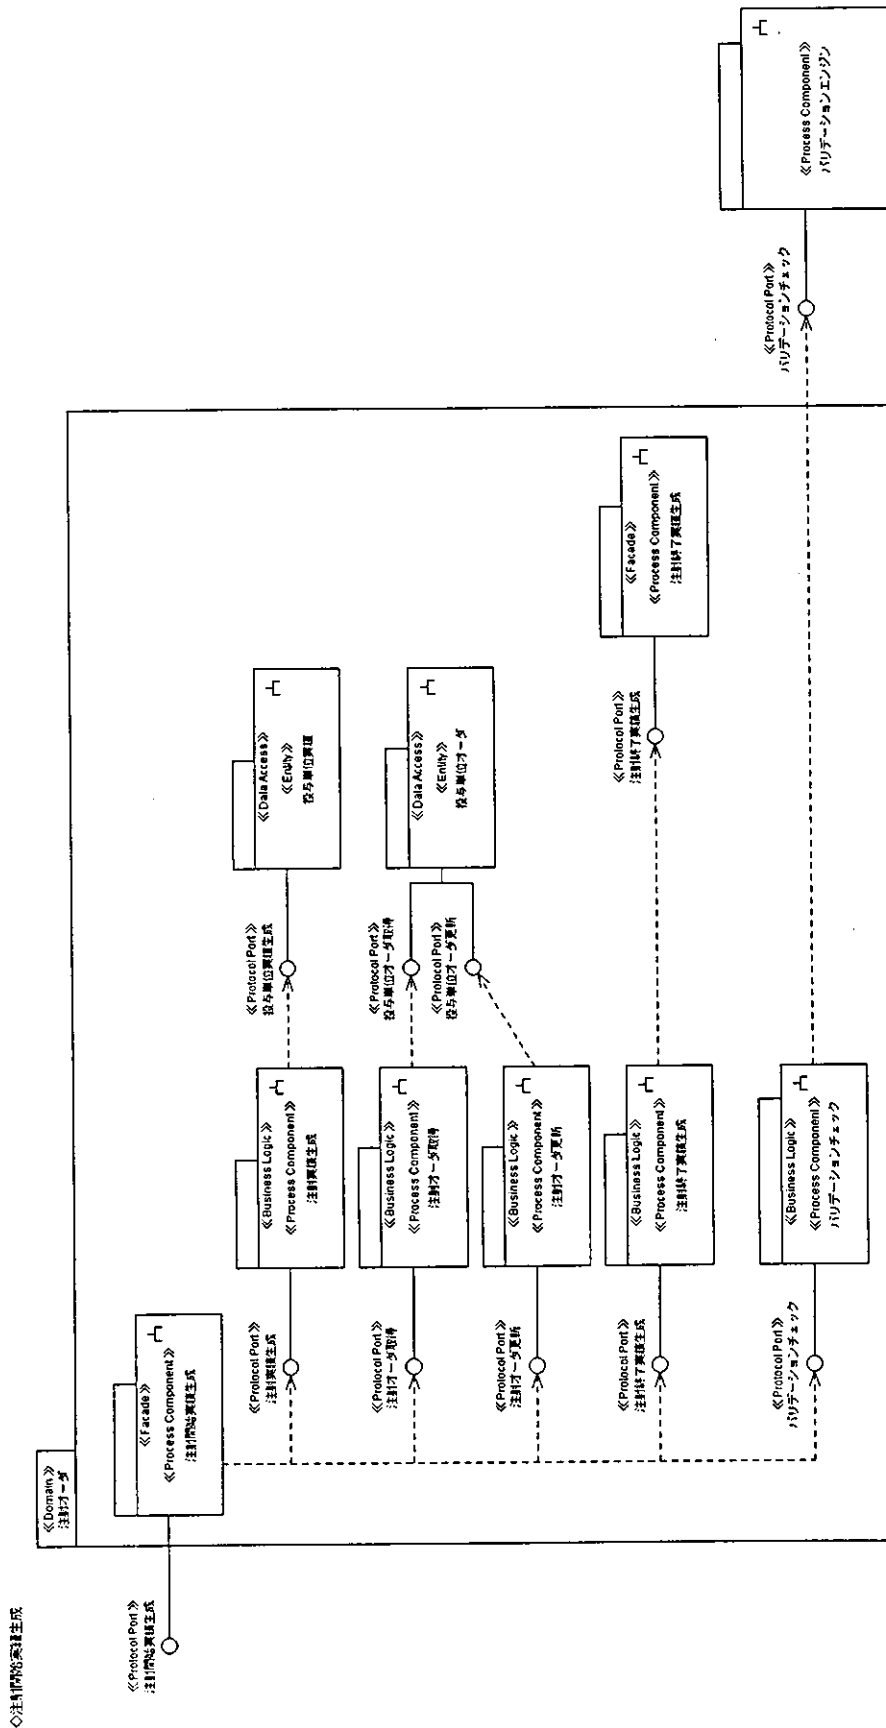 ◇注射開始実績生成
≪Protocol Port≫
注射開始実績生成
≪Domain≫
注射オーダ
≪Facade≫
≪Process Component≫
注射開始実績生成
≪Protocol Port≫
注射実績生成
≪Business Logic≫
≪Process Component≫
注射実績生成
≪Protocol Port≫
投与単位実績生成
≪Data Access≫
≪Entity≫
投与単位実績
≪Protocol Port≫
注射オーダ取得
≪Business Logic≫
≪Process Component≫
注射オーダ取得
≪Protocol Port≫
投与単位オーダ取得
≪Protocol Port≫
投与単位オーダ更新
≪Data Access≫
≪Entity≫
投与単位オーダ
≪Protocol Port≫
注射オーダ更新
≪Business Logic≫
≪Process Component≫
注射オーダ更新
≪Protocol Port≫
注射終了実績生成
≪Business Logic≫
≪Process Component≫
注射終了実績生成
≪Protocol Port≫
注射終了実績生成
≪Facade≫
≪Process Component≫
注射終了実績生成
≪Protocol Port≫
バリデーションチェック
≪Business Logic≫
≪Process Component≫
バリデーションチェック
≪Protocol Port≫
バリデーションチェック
≪Process Component≫
バリデーションエンジン